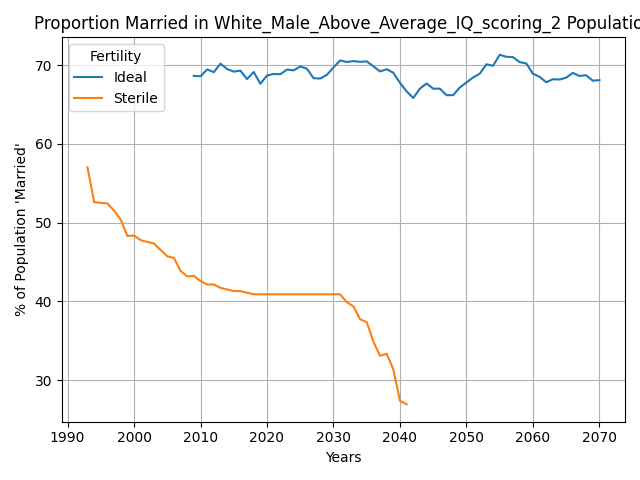 Proportion Married in White_Male_Above_Average_IQ_scoring_2 Populatio
Fertility
Ideal
Sterile
70
60
50
40
30
% of Population 'Married'
1990 2000 2010 2020 2030 2040 2050 2060 2070
Years